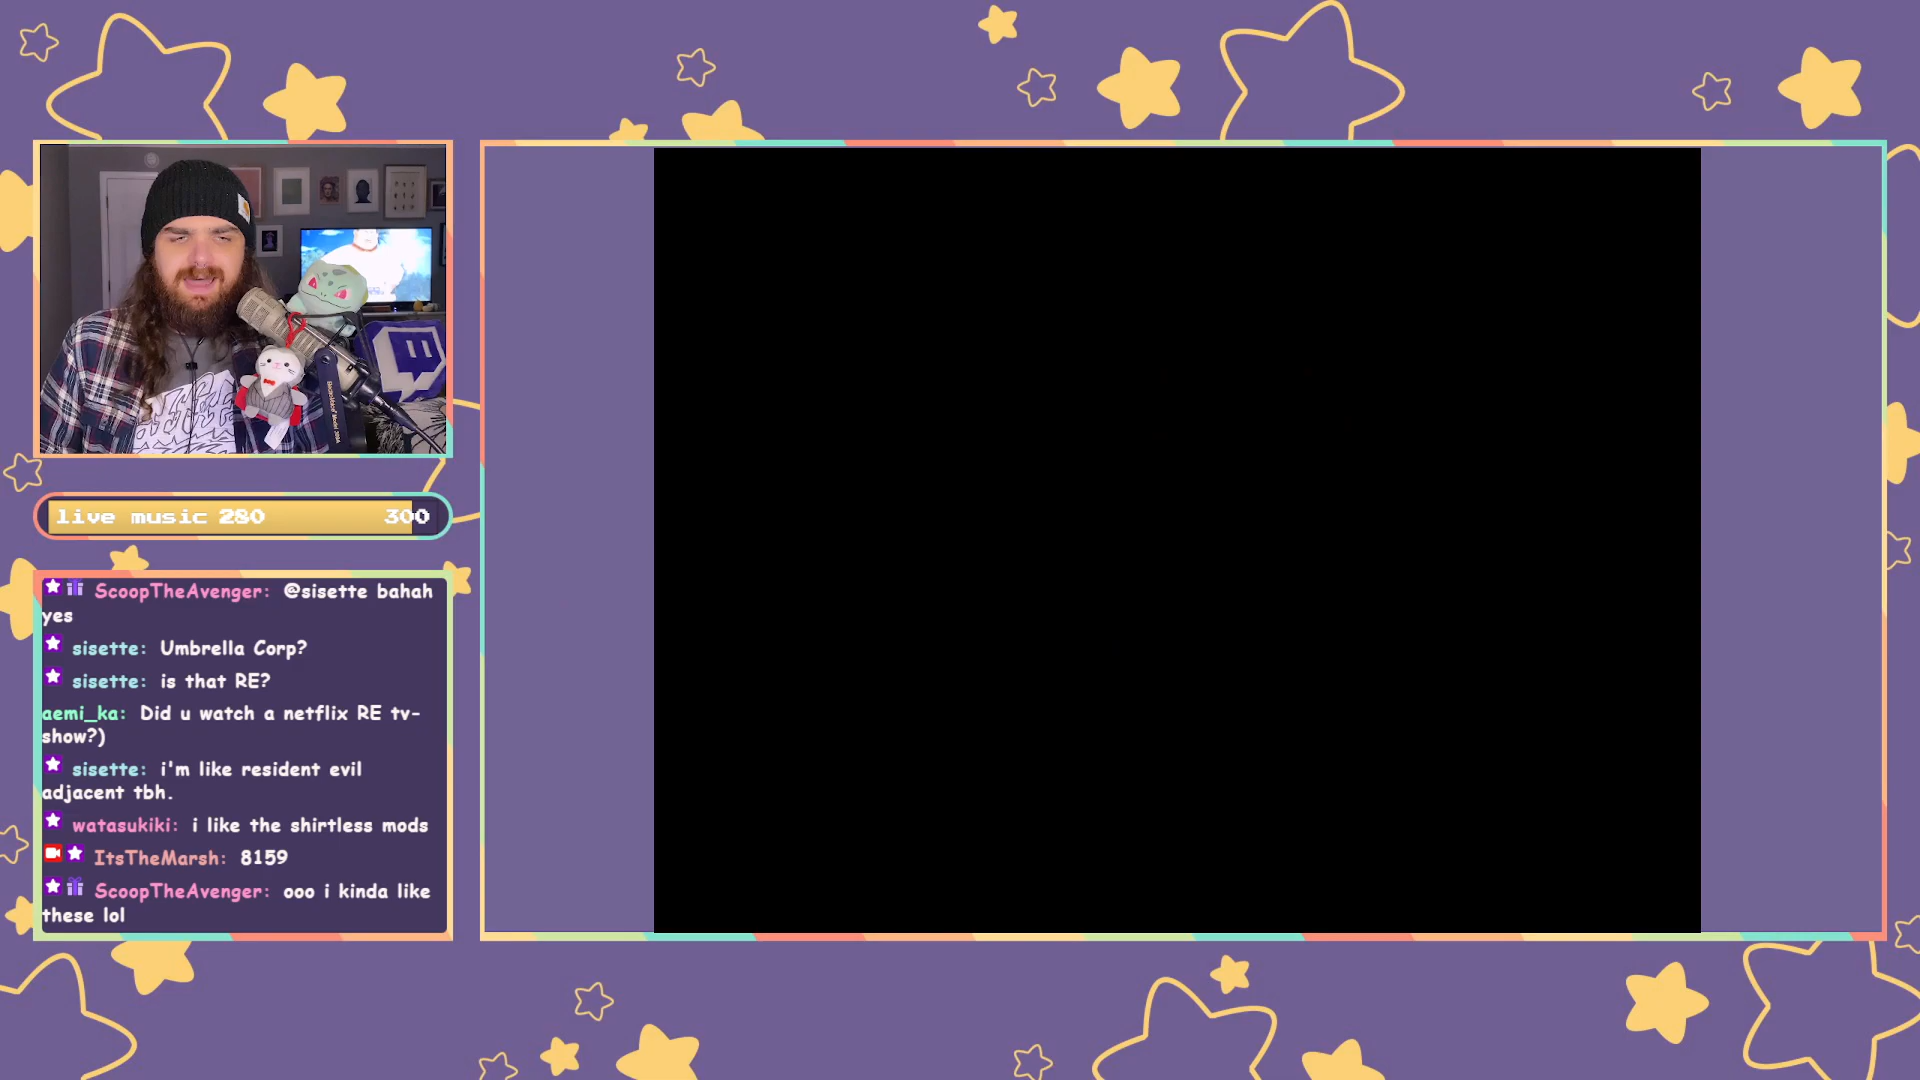 live music 280 300
ScoopTheAvenger: @sisette bahah
yes
sisette: Umbrella Corp?
sisette: is that RE?
aemi_ka: Did u watch a netflix RE tv-
show?)
sisette: i'm like resident evil
adjacent tbh.
watasukiki: i like the shirtless mods
ItsTheMarsh: 8159
ScoopTheAvenger: ooo i kinda like
these lol